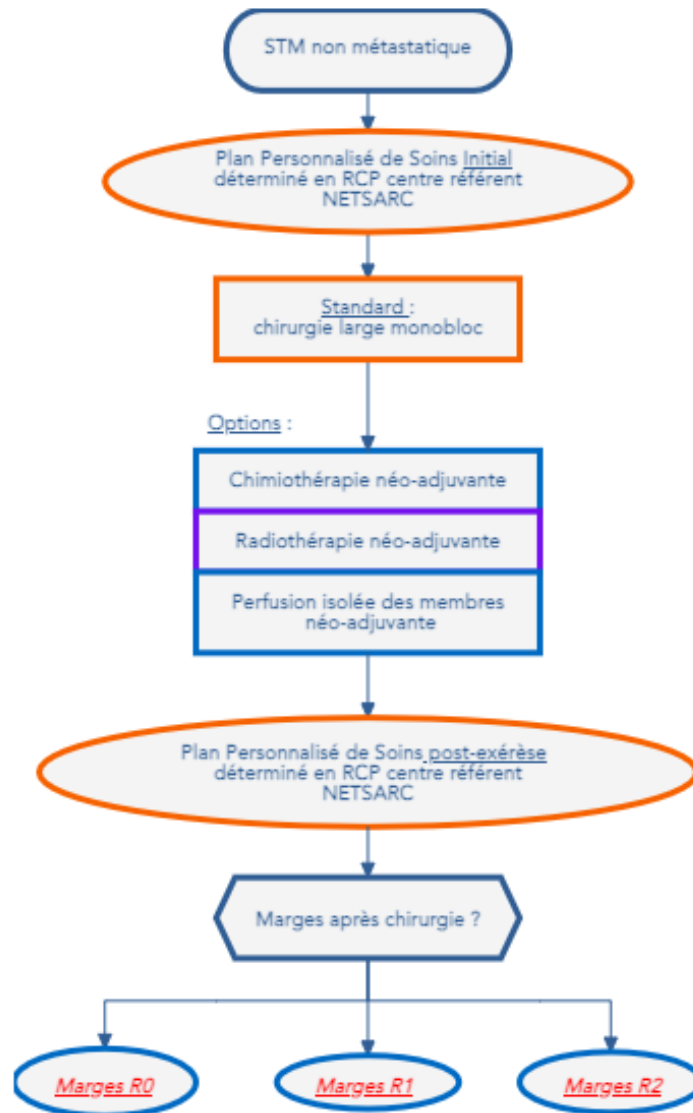 STM non métastatique
Plan Personnalisé de Soins Initial
déterminé en RCP centre référent
NETSARC
Standard :
chirurgie large monobloc
Options :
Chimiothérapie néo-adjuvante
Radiothérapie néo-adjuvante
Perfusion isolée des membres
néo-adjuvante
Plan Personnalisé de Soins post-exérèse
déterminé en RCP centre référent
NETSARC
Marges après chirurgie ?
Marges R0
Marges R1
Marges R2